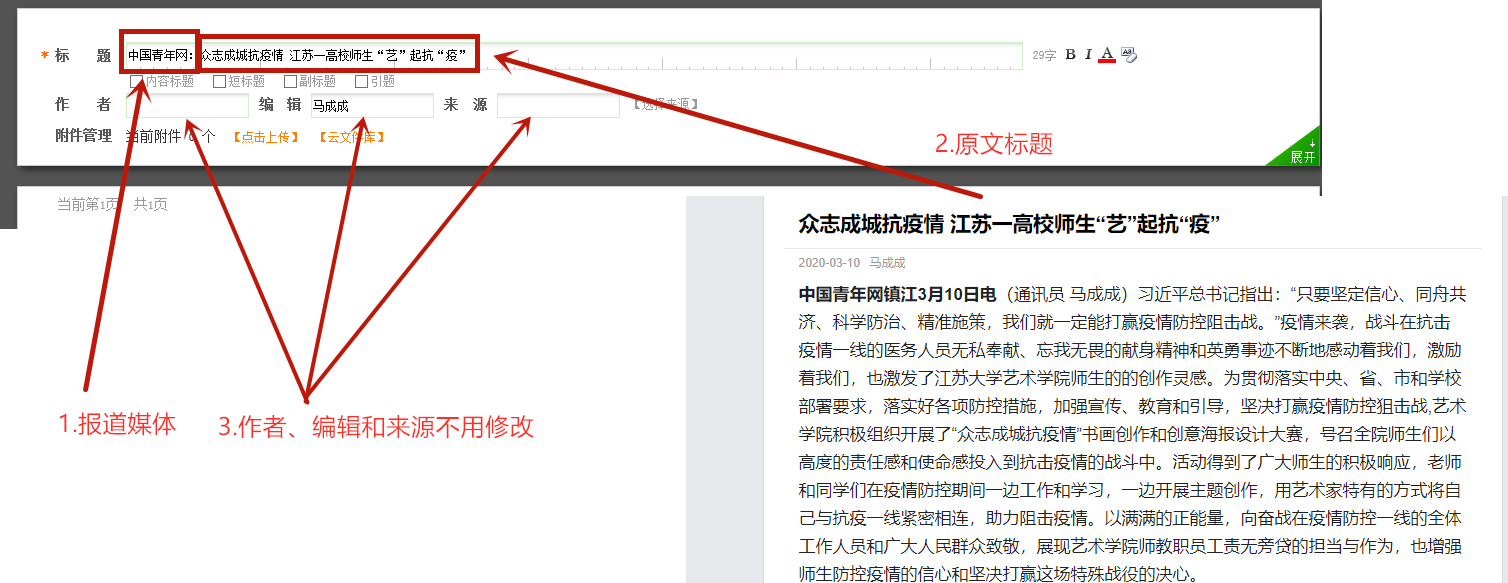 * 标 题 中国青年网：众志成城抗疫情 江苏一高校师生“艺”起抗“疫” 29字 B I A
内容标题 短标题 副标题 引题
作 者 编 辑 马成成 来 源 【选择来源】
附件管理 当前附件 0 个 【点击上传】 【云文件库】
展开
2.原文标题
当前第1页 共1页
1.报道媒体
3.作者、编辑和来源不用修改
众志成城抗疫情 江苏一高校师生“艺”起抗“疫”
2020-03-10 马成成
中国青年网镇江3月10日电（通讯员 马成成）习近平总书记指出：“只要坚定信心、同舟共
济、科学防治、精准施策，我们就一定能打赢疫情防控阻击战。”疫情来袭，战斗在抗击
疫情一线的医务人员无私奉献、忘我无畏的献身精神和英勇事迹不断地感动着我们，激励
着我们，也激发了江苏大学艺术学院师生的的创作灵感。为贯彻落实中央、省、市和学校
部署要求，落实好各项防控措施，加强宣传、教育和引导，坚决打赢疫情防控狙击战,艺术
学院积极组织开展了“众志成城抗疫情”书画创作和创意海报设计大赛，号召全院师生们以
高度的责任感和使命感投入到抗击疫情的战斗中。活动得到了广大师生的积极响应，老师
和同学们在疫情防控期间一边工作和学习，一边开展主题创作，用艺术家特有的方式将自
己与抗疫一线紧密相连，助力阻击疫情。以满满的正能量，向奋战在疫情防控一线的全体
工作人员和广大人民群众致敬，展现艺术学院师教职员工责无旁贷的担当与作为，也增强
师生防控疫情的信心和坚决打赢这场特殊战役的决心。